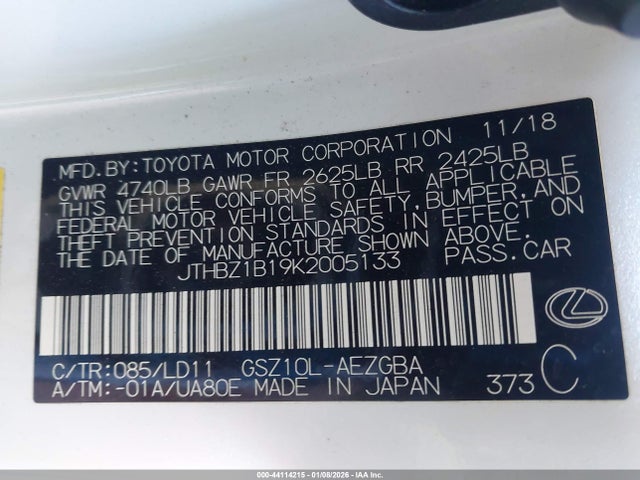 MFD. BY: TOYOTA MOTOR CORPORATION 11/18
GVWR 4740LB GAWR FR 2625LB RR 2425LB
THIS VEHICLE CONFORMS TO ALL APPLICABLE
FEDERAL MOTOR VEHICLE SAFETY, BUMPER, AND
THEFT PREVENTION STANDARDS IN EFFECT ON
THE DATE OF MANUFACTURE SHOWN ABOVE.
JTHBZ1B19K2005133 PASS. CAR
C/TR: 085/LD11 GSZ10L-AEZGBA
A/TM: -01A/UA80E MADE IN JAPAN 373 C
000-44114215 - 01/08/2026 - IAA Inc.